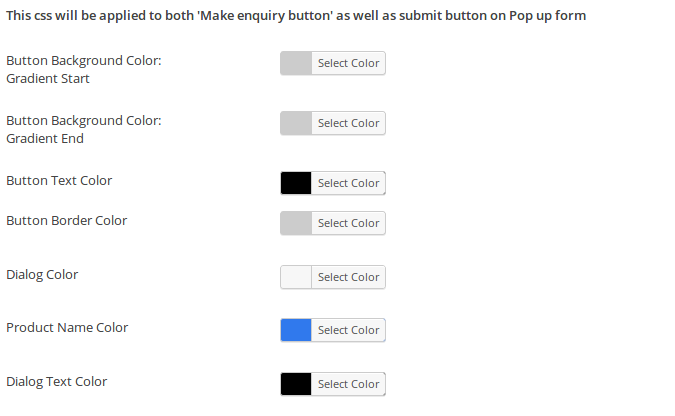 This css will be applied to both 'Make enquiry button' as well as submit button on Pop up form
Button Background Color:
Gradient Start
Select Color
Button Background Color:
Gradient End
Select Color
Button Text Color
Select Color
Button Border Color
Select Color
Dialog Color
Select Color
Product Name Color
Select Color
Dialog Text Color
Select Color